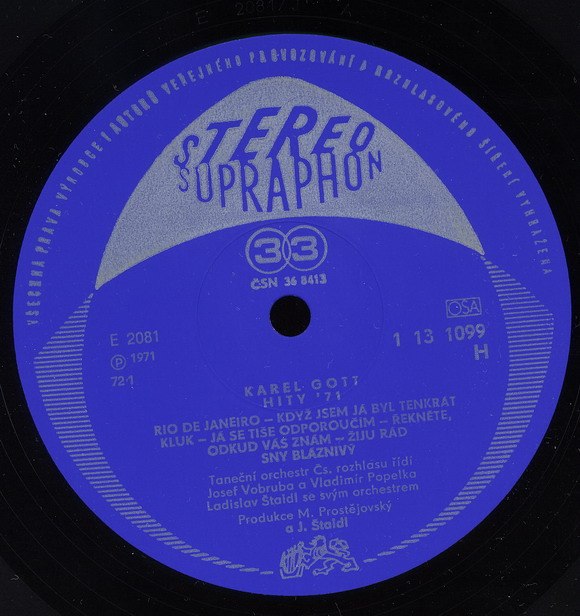 E 2081
VŠECHNA PRÁVA VÝROBCE I AUTORŮ VEŘEJNÉHO PROVOZOVÁNÍ A ROZHLASOVÉHO ŠÍŘENÍ VYHRAZENA
STEREO
SUPRAPHON
33
ČSN 36 8413
OSA
E 2081
1 13 1099
Ⓟ 1971
H
72-1
KAREL GOTT
HITY '71
RIO DE JANEIRO – KDYŽ JSEM JÁ BYL TENKRÁT
KLUK – JÁ SE TIŠE ODPOROUČÍM – ŘEKNĚTE,
ODKUD VÁS ZNÁM – ŽIJU RÁD
SNY BLÁZNIVÝ
Taneční orchestr Čs. rozhlasu řídí
Josef Vobruba a Vladimír Popelka
Ladislav Štaidl se svým orchestrem
Produkce M. Prostějovský
a J. Štaidl